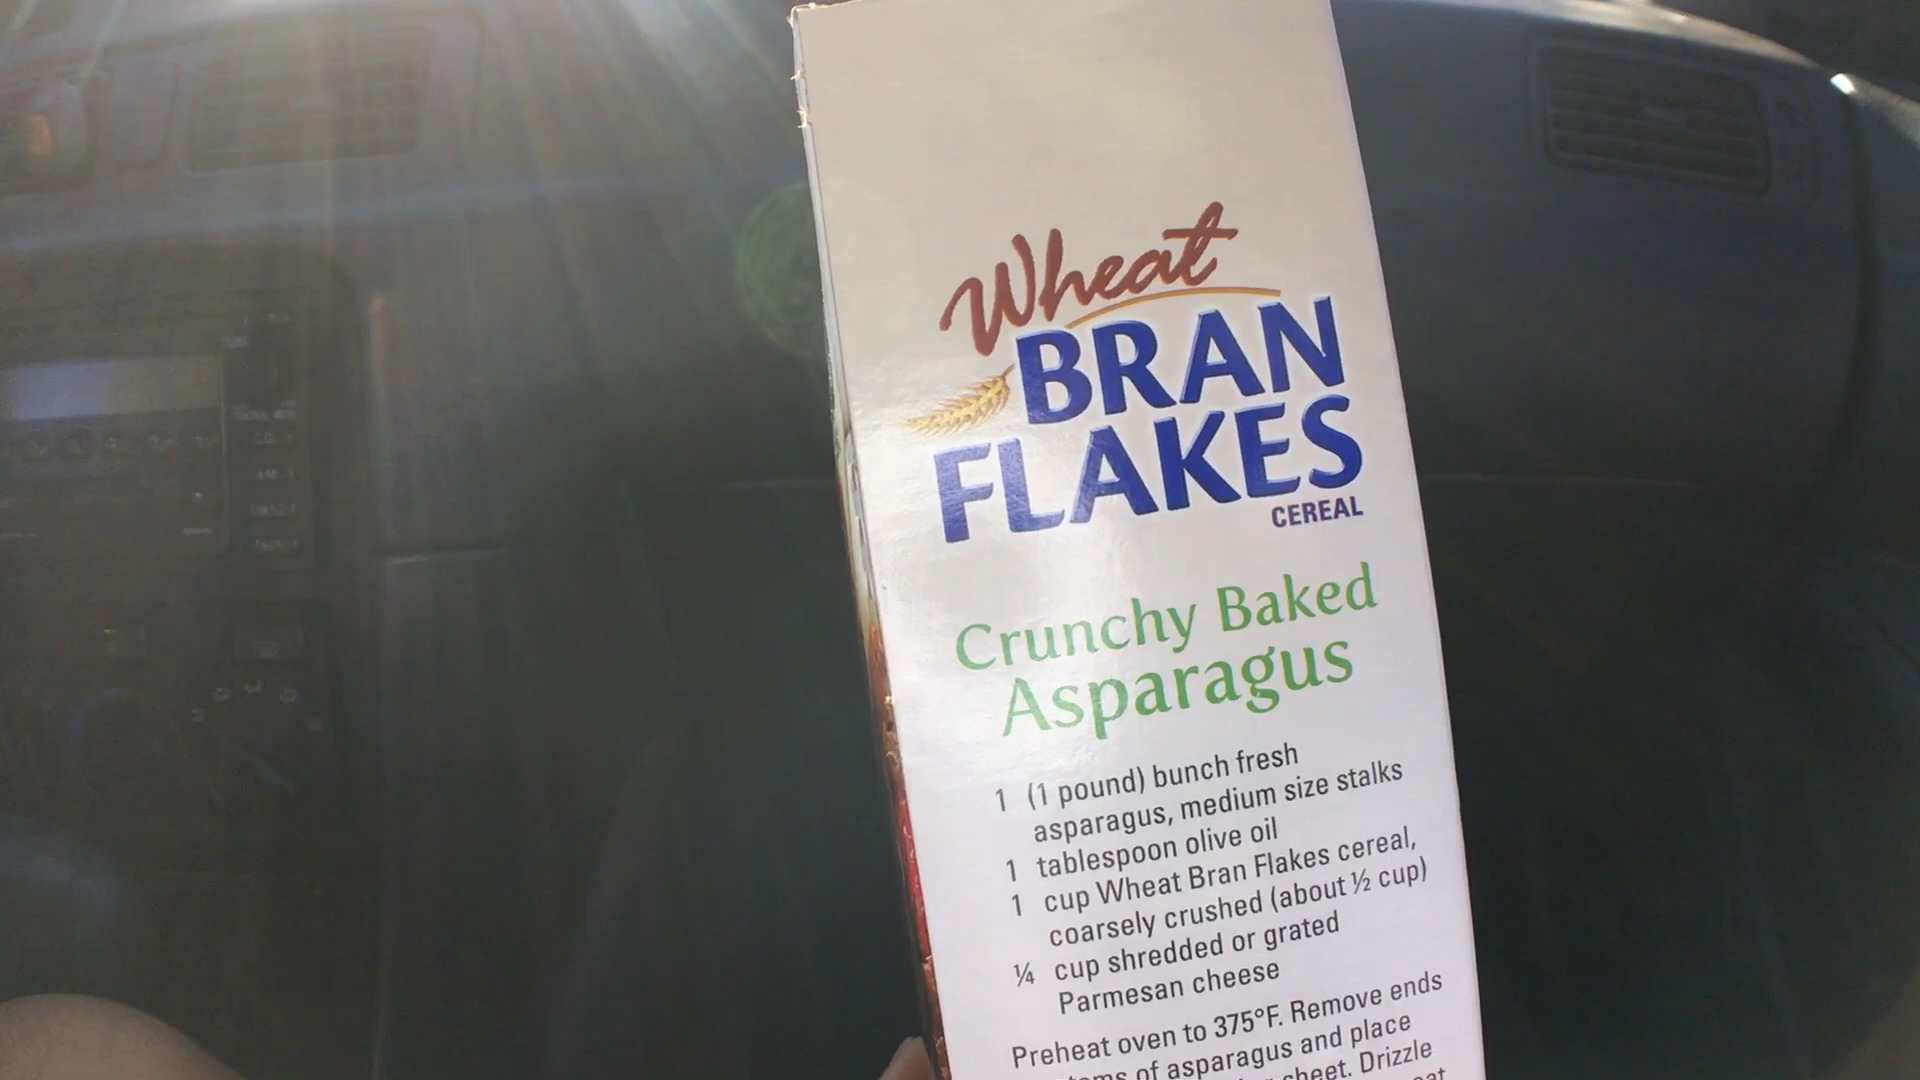 Wheat
BRAN
FLAKES
CEREAL
Crunchy Baked
Asparagus
1 (1 pound) bunch fresh
asparagus, medium size stalks
1 tablespoon olive oil
1 cup Wheat Bran Flakes cereal,
coarsely crushed (about ½ cup)
¼ cup shredded or grated
Parmesan cheese
Preheat oven to 375°F. Remove ends
of asparagus and place
sheet. Drizzle